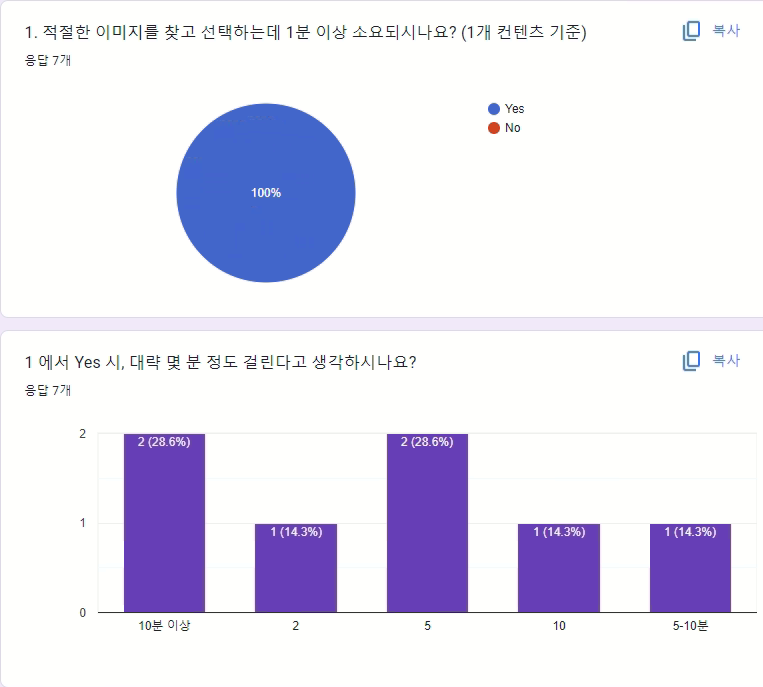 1. 적절한 이미지를 찾고 선택하는데 1분 이상 소요되시나요? (1개 컨텐츠 기준)
복사
응답 7개
Yes
No
100%
1 에서 Yes 시, 대략 몇 분 정도 걸린다고 생각하시나요?
복사
응답 7개
2
1
0
2 (28.6%)
1 (14.3%)
2 (28.6%)
1 (14.3%)
1 (14.3%)
10분 이상
2
5
10
5-10분